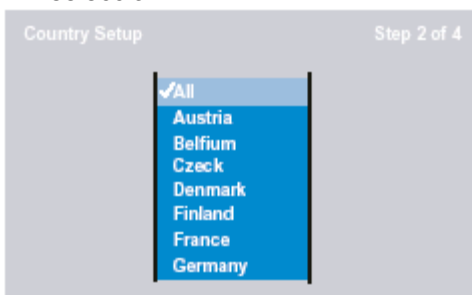 Country Setup
Step 2 of 4
✓All
Austria
Belfium
Czeck
Denmark
Finland
France
Germany